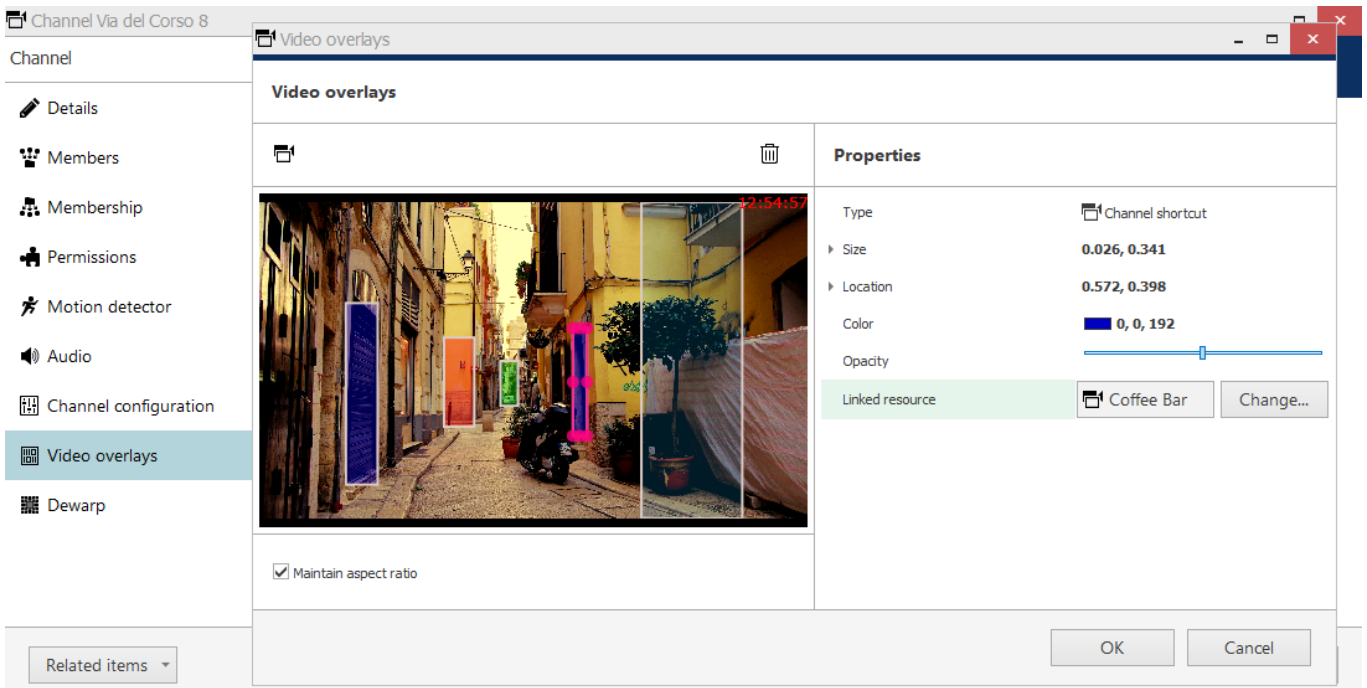 Channel Via del Corso 8
Channel
Details
Members
Membership
Permissions
Motion detector
Audio
Channel configuration
Video overlays
Dewarp
Related items
Video overlays
Video overlays
12:54:57
Maintain aspect ratio
Properties
Type Channel shortcut
Size 0.026, 0.341
Location 0.572, 0.398
Color 0, 0, 192
Opacity
Linked resource Coffee Bar Change...
OK Cancel